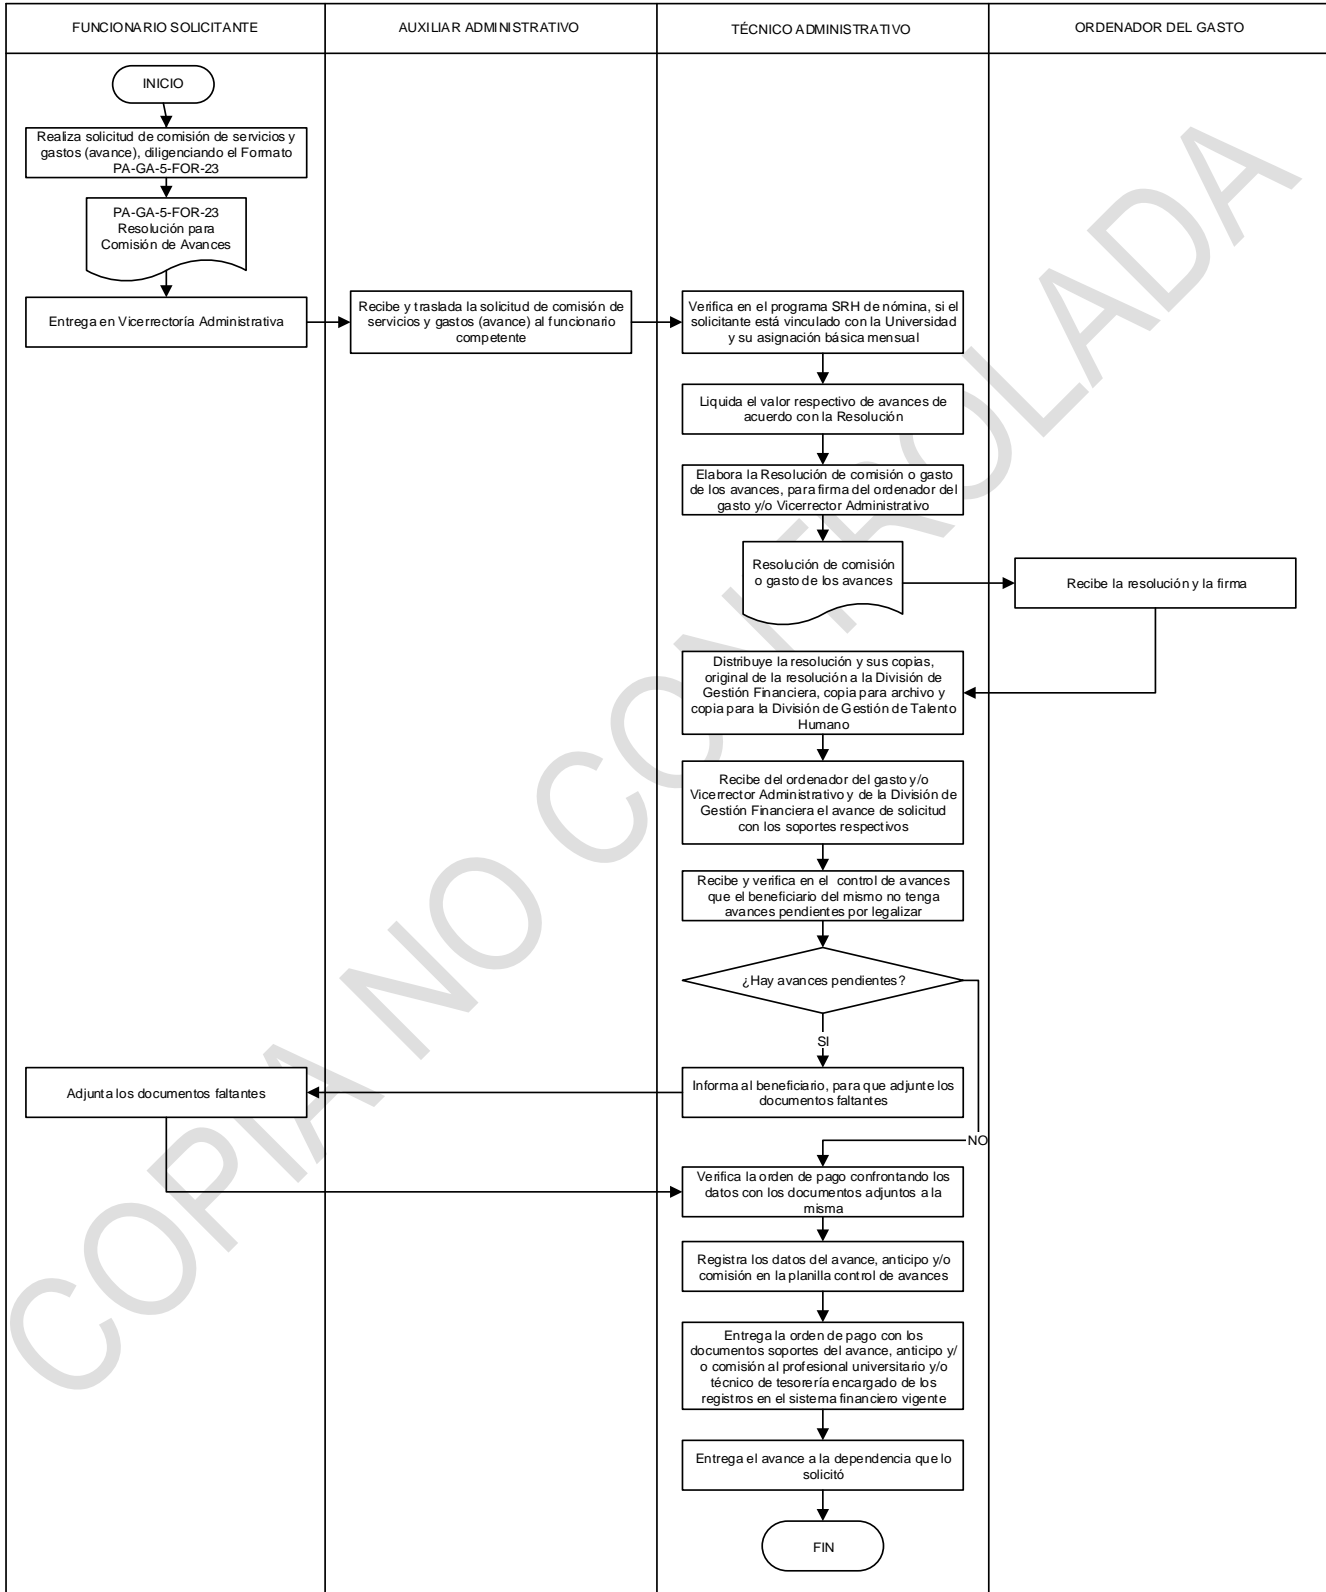 FUNCIONARIO SOLICITANTE
AUXILIAR ADMINISTRATIVO
TÉCNICO ADMINISTRATIVO
ORDENADOR DEL GASTO
INICIO
Realiza solicitud de comisión de servicios y
gastos (avance), diligenciando el Formato
PA-GA-5-FOR-23
PA-GA-5-FOR-23
Resolución para
Comisión de Avances
Entrega en Vicerrectoría Administrativa
Recibe y traslada la solicitud de comisión de
servicios y gastos (avance) al funcionario
competente
Verifica en el programa SRH de nómina, si el
solicitante está vinculado con la Universidad
y su asignación básica mensual
Liquida el valor respectivo de avances de
acuerdo con la Resolución
Elabora la Resolución de comisión o gasto
de los avances, para firma del ordenador del
gasto y/o Vicerrector Administrativo
Resolución de comisión
o gasto de los avances
Recibe la resolución y la firma
Distribuye la resolución y sus copias,
original de la resolución a la División de
Gestión Financiera, copia para archivo y
copia para la División de Gestión de Talento
Humano
Recibe del ordenador del gasto y/o
Vicerrector Administrativo y de la División de
Gestión Financiera el avance de solicitud
con los soportes respectivos
Recibe y verifica en el control de avances
que el beneficiario del mismo no tenga
avances pendientes por legalizar
¿Hay avances pendientes?
SI
Informa al beneficiario, para que adjunte los
documentos faltantes
Adjunta los documentos faltantes
NO
Verifica la orden de pago confrontando los
datos con los documentos adjuntos a la
misma
Registra los datos del avance, anticipo y/o
comisión en la planilla control de avances
Entrega la orden de pago con los
documentos soportes del avance, anticipo y/
o comisión al profesional universitario y/o
técnico de tesorería encargado de los
registros en el sistema financiero vigente
Entrega el avance a la dependencia que lo
solicitó
FIN
COPIA NO CONTROLADA